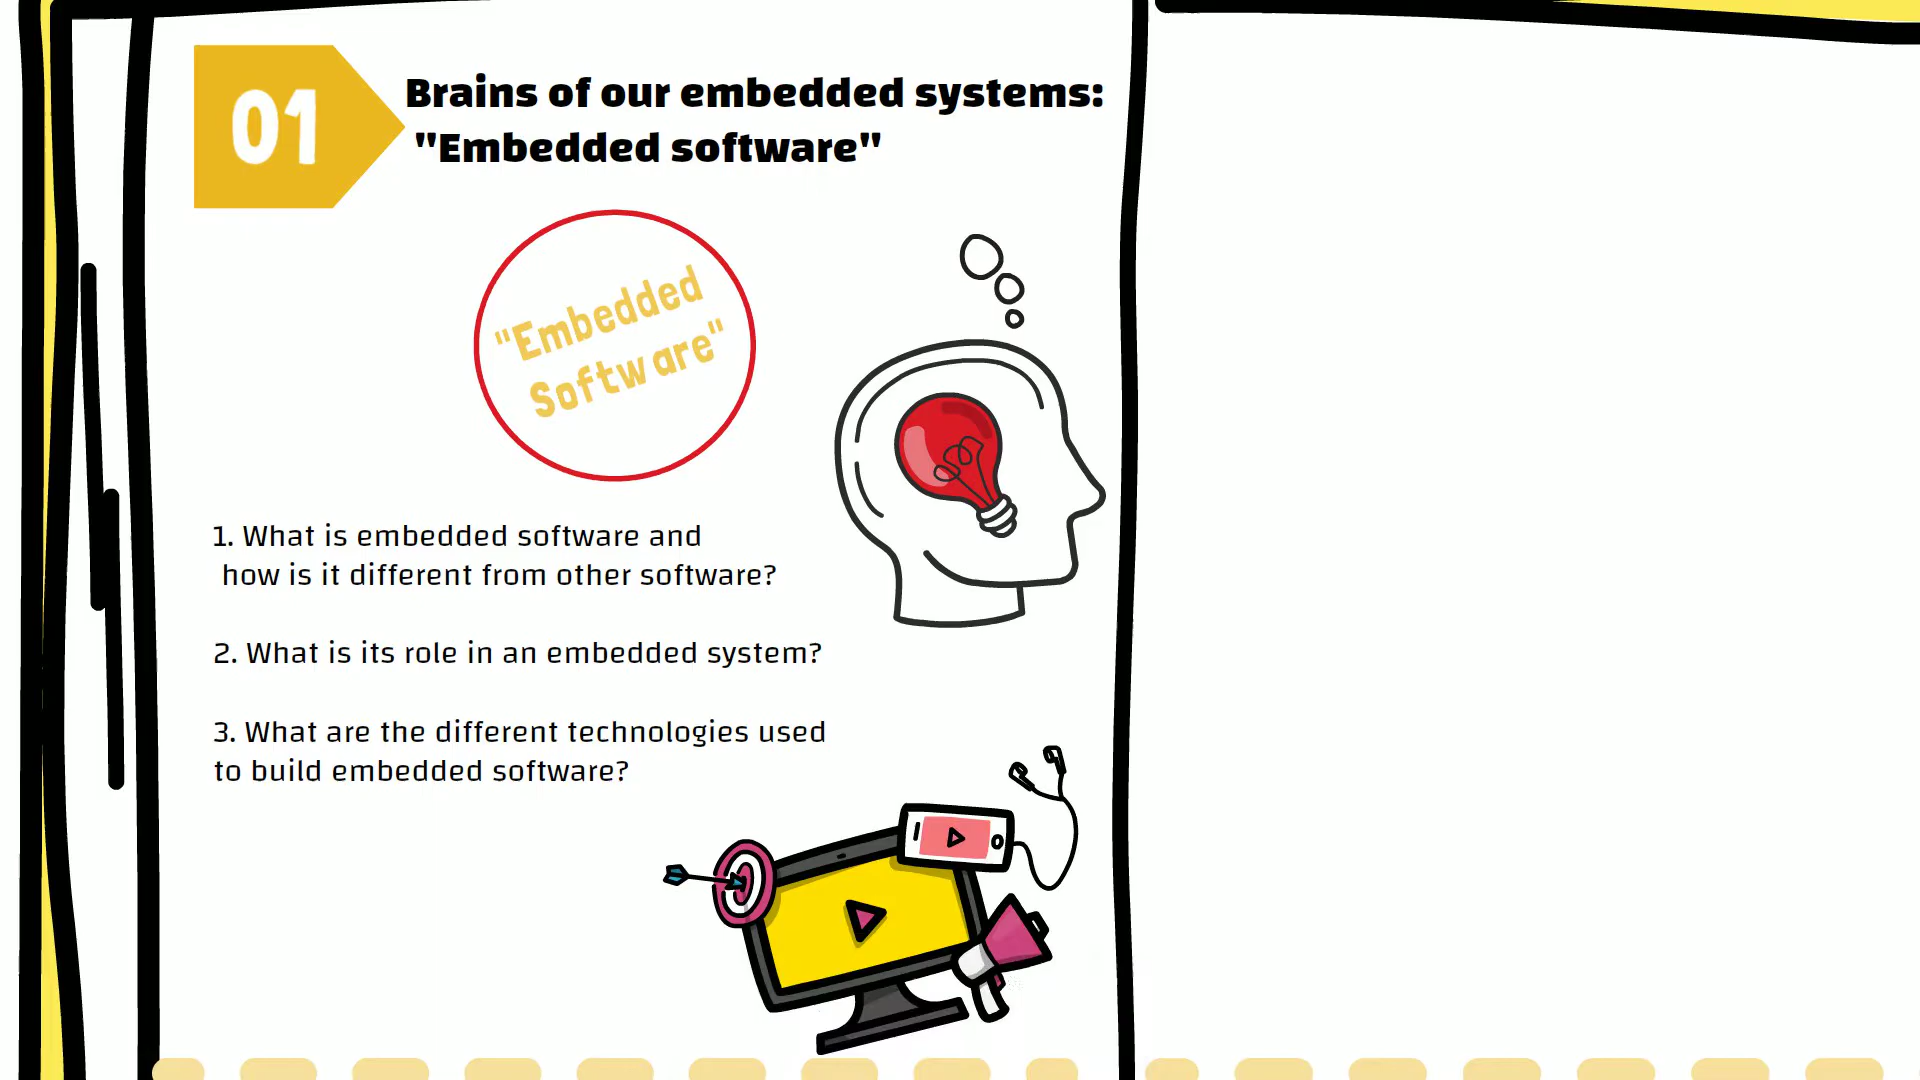 01
Brains of our embedded systems:
"Embedded software"
"Embedded
Software"
1. What is embedded software and
how is it different from other software?
2. What is its role in an embedded system?
3. What are the different technologies used
to build embedded software?